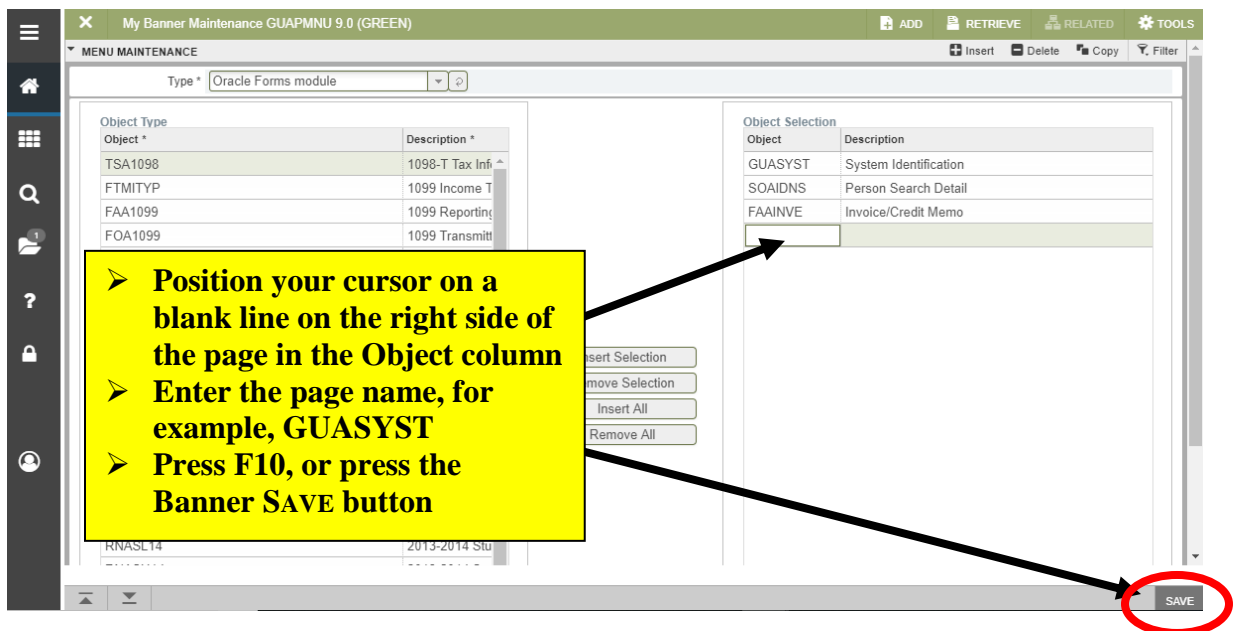 My Banner Maintenance GUAPMNU 9.0 (GREEN) ADD RETRIEVE RELATED TOOLS
MENU MAINTENANCE Insert Delete Copy Filter
Type * Oracle Forms module
Object Type Object Selection
Object * Description * Object Description
TSA1098 1098-T Tax Info GUASYST System Identification
FTMITYP 1099 Income T SOAIDNS Person Search Detail
FAA1099 1099 Reporting FAAINVE Invoice/Credit Memo
FOA1099 1099 Transmitt
1
➢ Position your cursor on a
blank line on the right side of
the page in the Object column
➢ Enter the page name, for
example, GUASYST
➢ Press F10, or press the
Banner SAVE button
nsert Selection
move Selection
Insert All
Remove All
RNASL14 2013-2014 Stu
SAVE